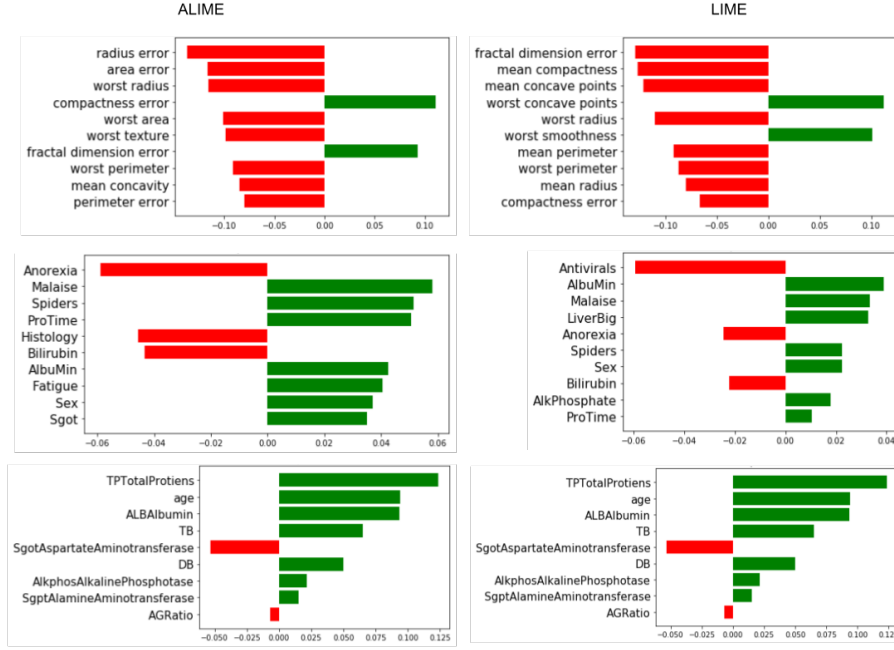 ALIME
LIME
radius error
area error
worst radius
compactness error
worst area
worst texture
fractal dimension error
worst perimeter
mean concavity
perimeter error
−0.10 −0.05 0.00 0.05 0.10
fractal dimension error
mean compactness
mean concave points
worst concave points
worst radius
worst smoothness
mean perimeter
worst perimeter
mean radius
compactness error
−0.10 −0.05 0.00 0.05 0.10
Anorexia
Malaise
Spiders
ProTime
Histology
Bilirubin
AlbuMin
Fatigue
Sex
Sgot
−0.06 −0.04 −0.02 0.00 0.02 0.04 0.06
Antivirals
AlbuMin
Malaise
LiverBig
Anorexia
Spiders
Sex
Bilirubin
AlkPhosphate
ProTime
−0.06 −0.04 −0.02 0.00 0.02 0.04
TPTotalProtiens
age
ALBAlbumin
TB
SgotAspartateAminotransferase
DB
AlkphosAlkalinePhosphotase
SgptAlamineAminotransferase
AGRatio
−0.050 −0.025 0.000 0.025 0.050 0.075 0.100 0.125
TPTotalProtiens
age
ALBAlbumin
TB
SgotAspartateAminotransferase
DB
AlkphosAlkalinePhosphotase
SgptAlamineAminotransferase
AGRatio
−0.050 −0.025 0.000 0.025 0.050 0.075 0.100 0.125